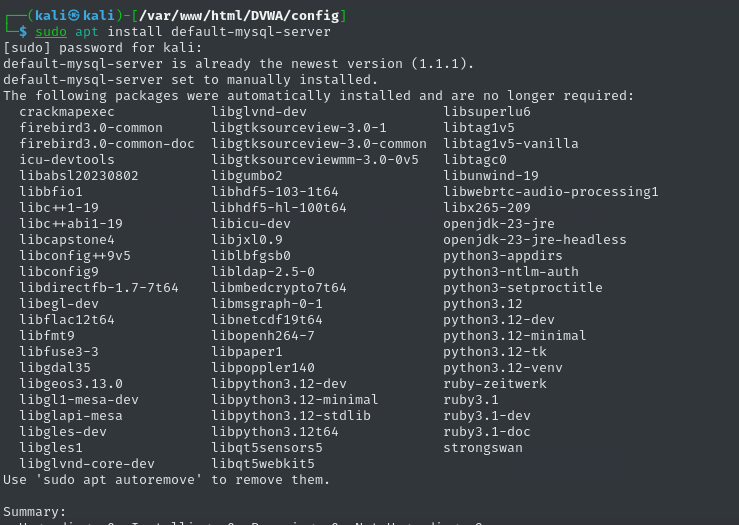 ┌──(kali㉿kali)-[/var/www/html/DVWA/config]
└─$ sudo apt install default-mysql-server
[sudo] password for kali:
default-mysql-server is already the newest version (1.1.1).
default-mysql-server set to manually installed.
The following packages were automatically installed and are no longer required:
crackmapexec libglvnd-dev libsuperlu6
firebird3.0-common libgtksourceview-3.0-1 libtag1v5
firebird3.0-common-doc libgtksourceview-3.0-common libtag1v5-vanilla
icu-devtools libgtksourceviewmm-3.0-0v5 libtagc0
libabsl20230802 libgumbo2 libunwind-19
libbfio1 libhdf5-103-1t64 libwebrtc-audio-processing1
libc++1-19 libhdf5-hl-100t64 libx265-209
libc++abi1-19 libicu-dev openjdk-23-jre
libcapstone4 libjxl0.9 openjdk-23-jre-headless
libconfig++9v5 liblbfgsb0 python3-appdirs
libconfig9 libldap-2.5-0 python3-ntlm-auth
libdirectfb-1.7-7t64 libmbedcrypto7t64 python3-setproctitle
libegl-dev libmsgraph-0-1 python3.12
libflac12t64 libnetcdf19t64 python3.12-dev
libfmt9 libopenh264-7 python3.12-minimal
libfuse3-3 libpaper1 python3.12-tk
libgdal35 libpoppler140 python3.12-venv
libgeos3.13.0 libpython3.12-dev ruby-zeitwerk
libgl1-mesa-dev libpython3.12-minimal ruby3.1
libglapi-mesa libpython3.12-stdlib ruby3.1-dev
libgles-dev libpython3.12t64 ruby3.1-doc
libgles1 libqt5sensors5 strongswan
libglvnd-core-dev libqt5webkit5
Use 'sudo apt autoremove' to remove them.
Summary: